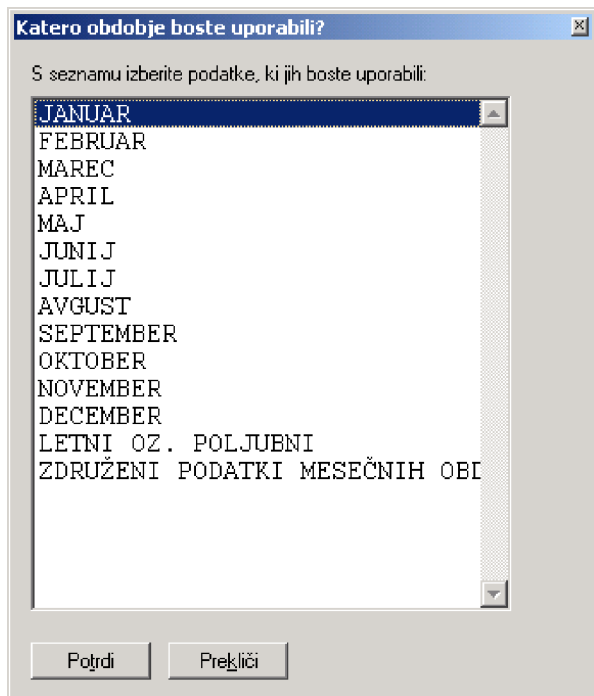 Katero obdobje boste uporabili?
S seznamu izberite podatke, ki jih boste uporabili:
JANUAR
FEBRUAR
MAREC
APRIL
MAJ
JUNIJ
JULIJ
AVGUST
SEPTEMBER
OKTOBER
NOVEMBER
DECEMBER
LETNI OZ. POLJUBNI
ZDRUŽENI PODATKI MESEČNIH OBD
Potrdi Prekliči